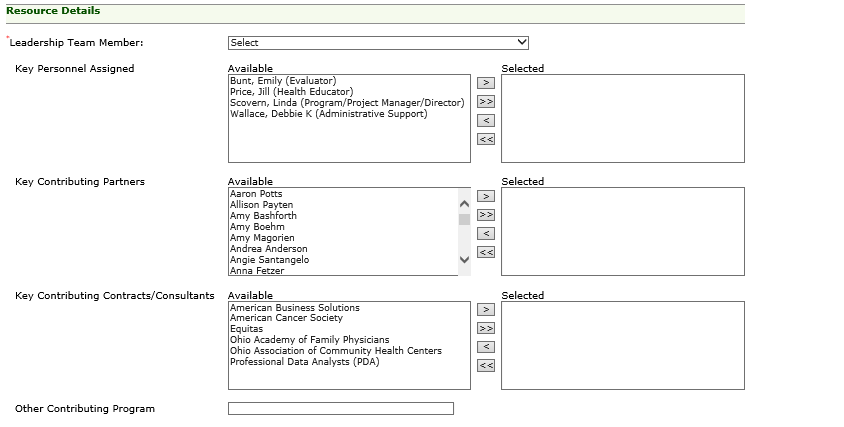 Resource Details
*Leadership Team Member:
Select
Key Personnel Assigned
Available
Selected
Bunt, Emily (Evaluator)
Price, Jill (Health Educator)
Scovern, Linda (Program/Project Manager/Director)
Wallace, Debbie K (Administrative Support)
>
>>
<
<<
Key Contributing Partners
Available
Selected
Aaron Potts
Allison Payten
Amy Bashforth
Amy Boehm
Amy Magorien
Andrea Anderson
Angie Santangelo
Anna Fetzer
>
>>
<
<<
Key Contributing Contracts/Consultants
Available
Selected
American Business Solutions
American Cancer Society
Equitas
Ohio Academy of Family Physicians
Ohio Association of Community Health Centers
Professional Data Analysts (PDA)
>
>>
<
<<
Other Contributing Program